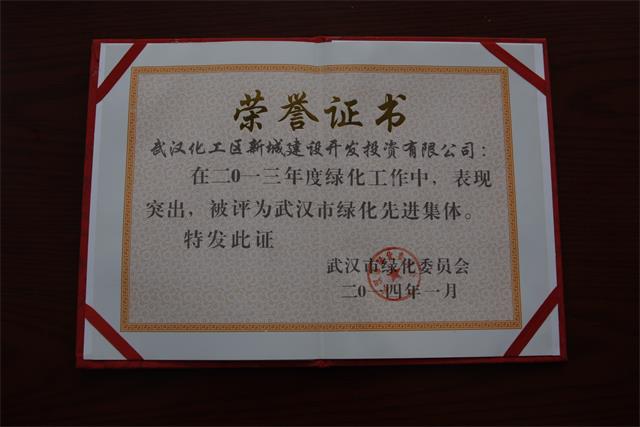 荣誉证书
武汉化工区新城建设开发投资有限公司：
在二0一三年度绿化工作中，表现
突出，被评为武汉市绿化先进集体。
特发此证
武汉市绿化委员会
二0一四年一月